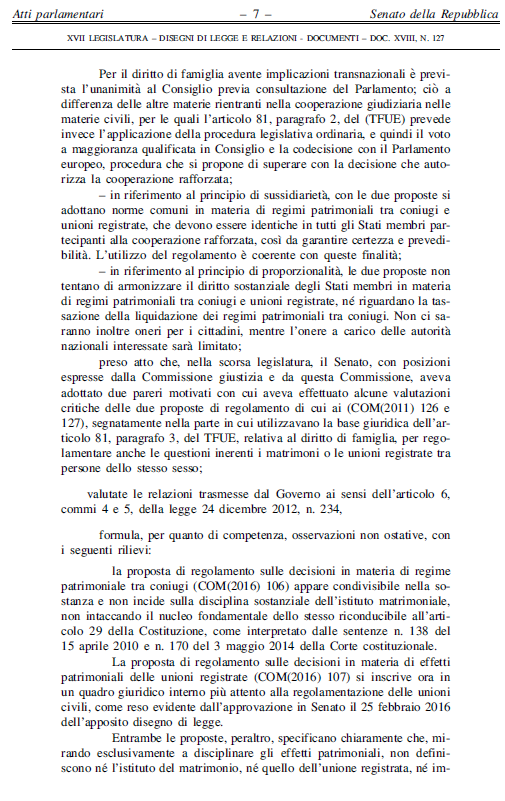 Atti parlamentari – 7 – Senato della Repubblica
XVII LEGISLATURA – DISEGNI DI LEGGE E RELAZIONI - DOCUMENTI – DOC. XVIII, N. 127
Per il diritto di famiglia avente implicazioni transnazionali è previ-
sta l'unanimità al Consiglio previa consultazione del Parlamento; ciò a
differenza delle altre materie rientranti nella cooperazione giudiziaria nelle
materie civili, per le quali l'articolo 81, paragrafo 2, del (TFUE) prevede
invece l'applicazione della procedura legislativa ordinaria, e quindi il voto
a maggioranza qualificata in Consiglio e la codecisione con il Parlamento
europeo, procedura che si propone di superare con la decisione che auto-
rizza la cooperazione rafforzata;
– in riferimento al principio di sussidiarietà, con le due proposte si
adottano norme comuni in materia di regimi patrimoniali tra coniugi e
unioni registrate, che devono essere identiche in tutti gli Stati membri par-
tecipanti alla cooperazione rafforzata, così da garantire certezza e prevedi-
bilità. L'utilizzo del regolamento è coerente con queste finalità;
– in riferimento al principio di proporzionalità, le due proposte non
tentano di armonizzare il diritto sostanziale degli Stati membri in materia
di regimi patrimoniali tra coniugi e unioni registrate, né riguardano la tas-
sazione della liquidazione dei regimi patrimoniali tra coniugi. Non ci sa-
ranno inoltre oneri per i cittadini, mentre l'onere a carico delle autorità
nazionali interessate sarà limitato;
preso atto che, nella scorsa legislatura, il Senato, con posizioni
espresse dalla Commissione giustizia e da questa Commissione, aveva
adottato due pareri motivati con cui aveva effettuato alcune valutazioni
critiche delle due proposte di regolamento di cui ai (COM(2011) 126 e
127), segnatamente nella parte in cui utilizzavano la base giuridica dell'ar-
ticolo 81, paragrafo 3, del TFUE, relativa al diritto di famiglia, per rego-
lamentare anche le questioni inerenti i matrimoni o le unioni registrate tra
persone dello stesso sesso;
valutate le relazioni trasmesse dal Governo ai sensi dell'articolo 6,
commi 4 e 5, della legge 24 dicembre 2012, n. 234,
formula, per quanto di competenza, osservazioni non ostative, con
i seguenti rilievi:
la proposta di regolamento sulle decisioni in materia di regime
patrimoniale tra coniugi (COM(2016) 106) appare condivisibile nella so-
stanza e non incide sulla disciplina sostanziale dell'istituto matrimoniale,
non intaccando il nucleo fondamentale dello stesso riconducibile all'arti-
colo 29 della Costituzione, come interpretato dalle sentenze n. 138 del
15 aprile 2010 e n. 170 del 3 maggio 2014 della Corte costituzionale.
La proposta di regolamento sulle decisioni in materia di effetti
patrimoniali delle unioni registrate (COM(2016) 107) si inscrive ora in
un quadro giuridico interno più attento alla regolamentazione delle unioni
civili, come reso evidente dall'approvazione in Senato il 25 febbraio 2016
dell'apposito disegno di legge.
Entrambe le proposte, peraltro, specificano chiaramente che, mi-
rando esclusivamente a disciplinare gli effetti patrimoniali, non defini-
scono né l'istituto del matrimonio, né quello dell'unione registrata, né im-